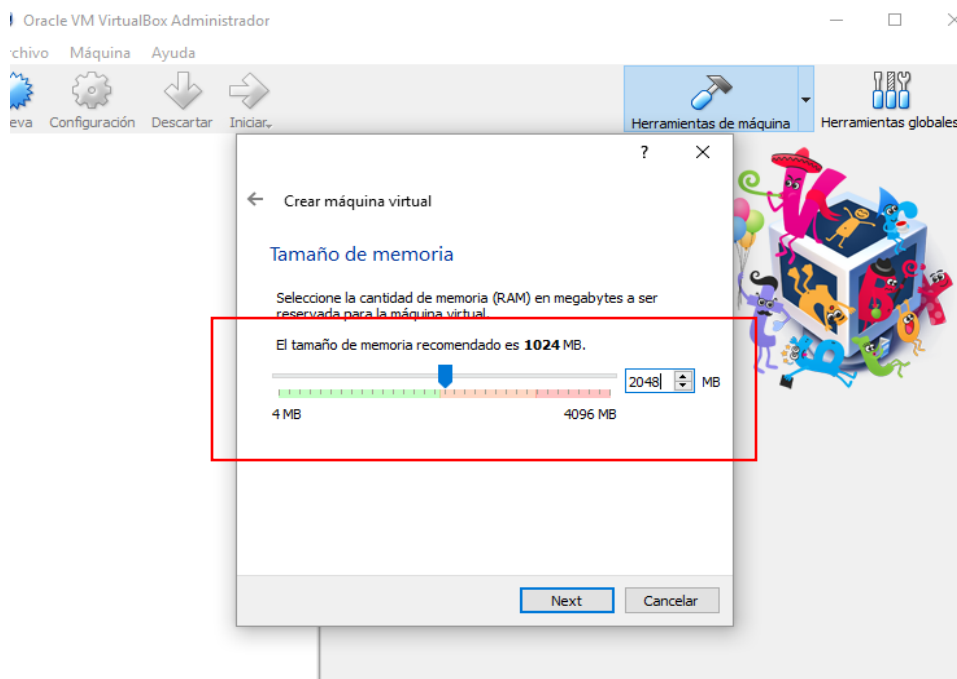 Oracle VM VirtualBox Administrador
rchivo Máquina Ayuda
eva Configuración Descartar Iniciar
Herramientas de máquina Herramientas globales
Crear máquina virtual
Tamaño de memoria
Seleccione la cantidad de memoria (RAM) en megabytes a ser
reservada para la máquina virtual.
El tamaño de memoria recomendado es 1024 MB.
2048 MB
4 MB 4096 MB
Next Cancelar